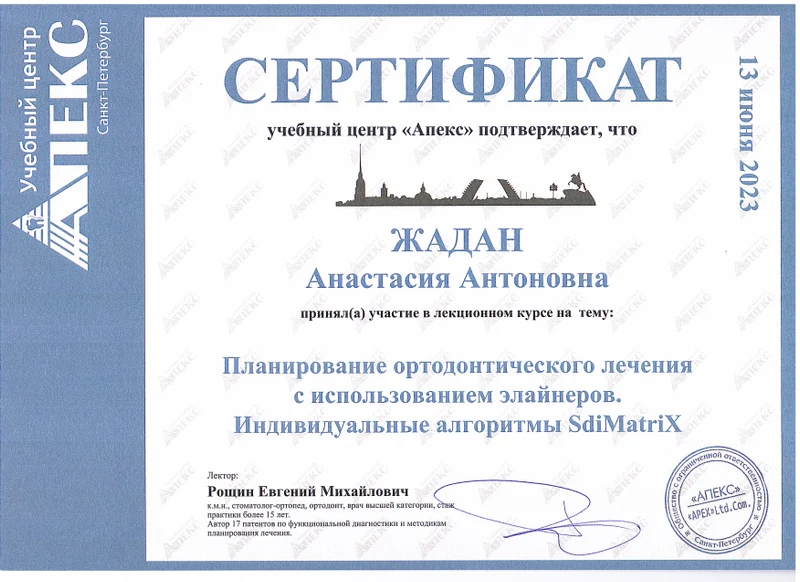 Учебный центр
АПЕКС
Санкт-Петербург
СЕРТИФИКАТ
13 июня 2023
учебный центр «Апекс» подтверждает, что
ЖАДАН
Анастасия Антоновна
принял(а) участие в лекционном курсе на тему:
Планирование ортодонтического лечения
с использованием элайнеров.
Индивидуальные алгоритмы SdiMatriX
Лектор:
Рощин Евгений Михайлович
к.м.н., стоматолог-ортопед, ортодонт, врач высшей категории, стаж
практики более 15 лет.
Автор 17 патентов по функциональной диагностики и методикам
планирования лечения.
Общество с ограниченной ответственностью
«АПЕКС»
«APEX»Ltd.Com.
Санкт-Петербург